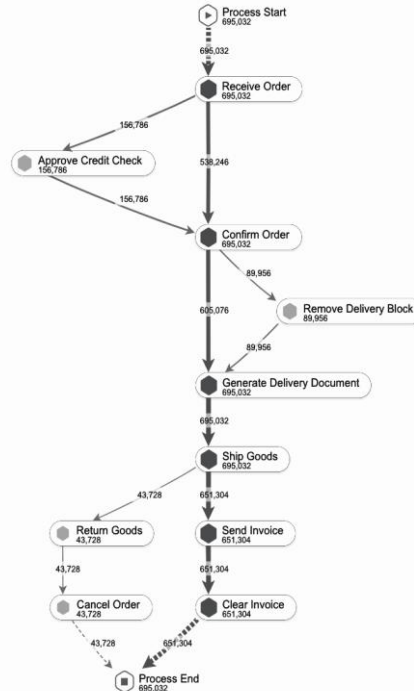 Process Start
695,032
695,032
Receive Order
695,032
156,786
Approve Credit Check
156,786
538,246
156,786
Confirm Order
695,032
89,956
605,076
Remove Delivery Block
89,956
89,956
Generate Delivery Document
695,032
695,032
Ship Goods
695,032
43,728
651,304
Return Goods
43,728
Send Invoice
651,304
43,728
651,304
Cancel Order
43,728
Clear Invoice
651,304
43,728
651,304
Process End
695,032